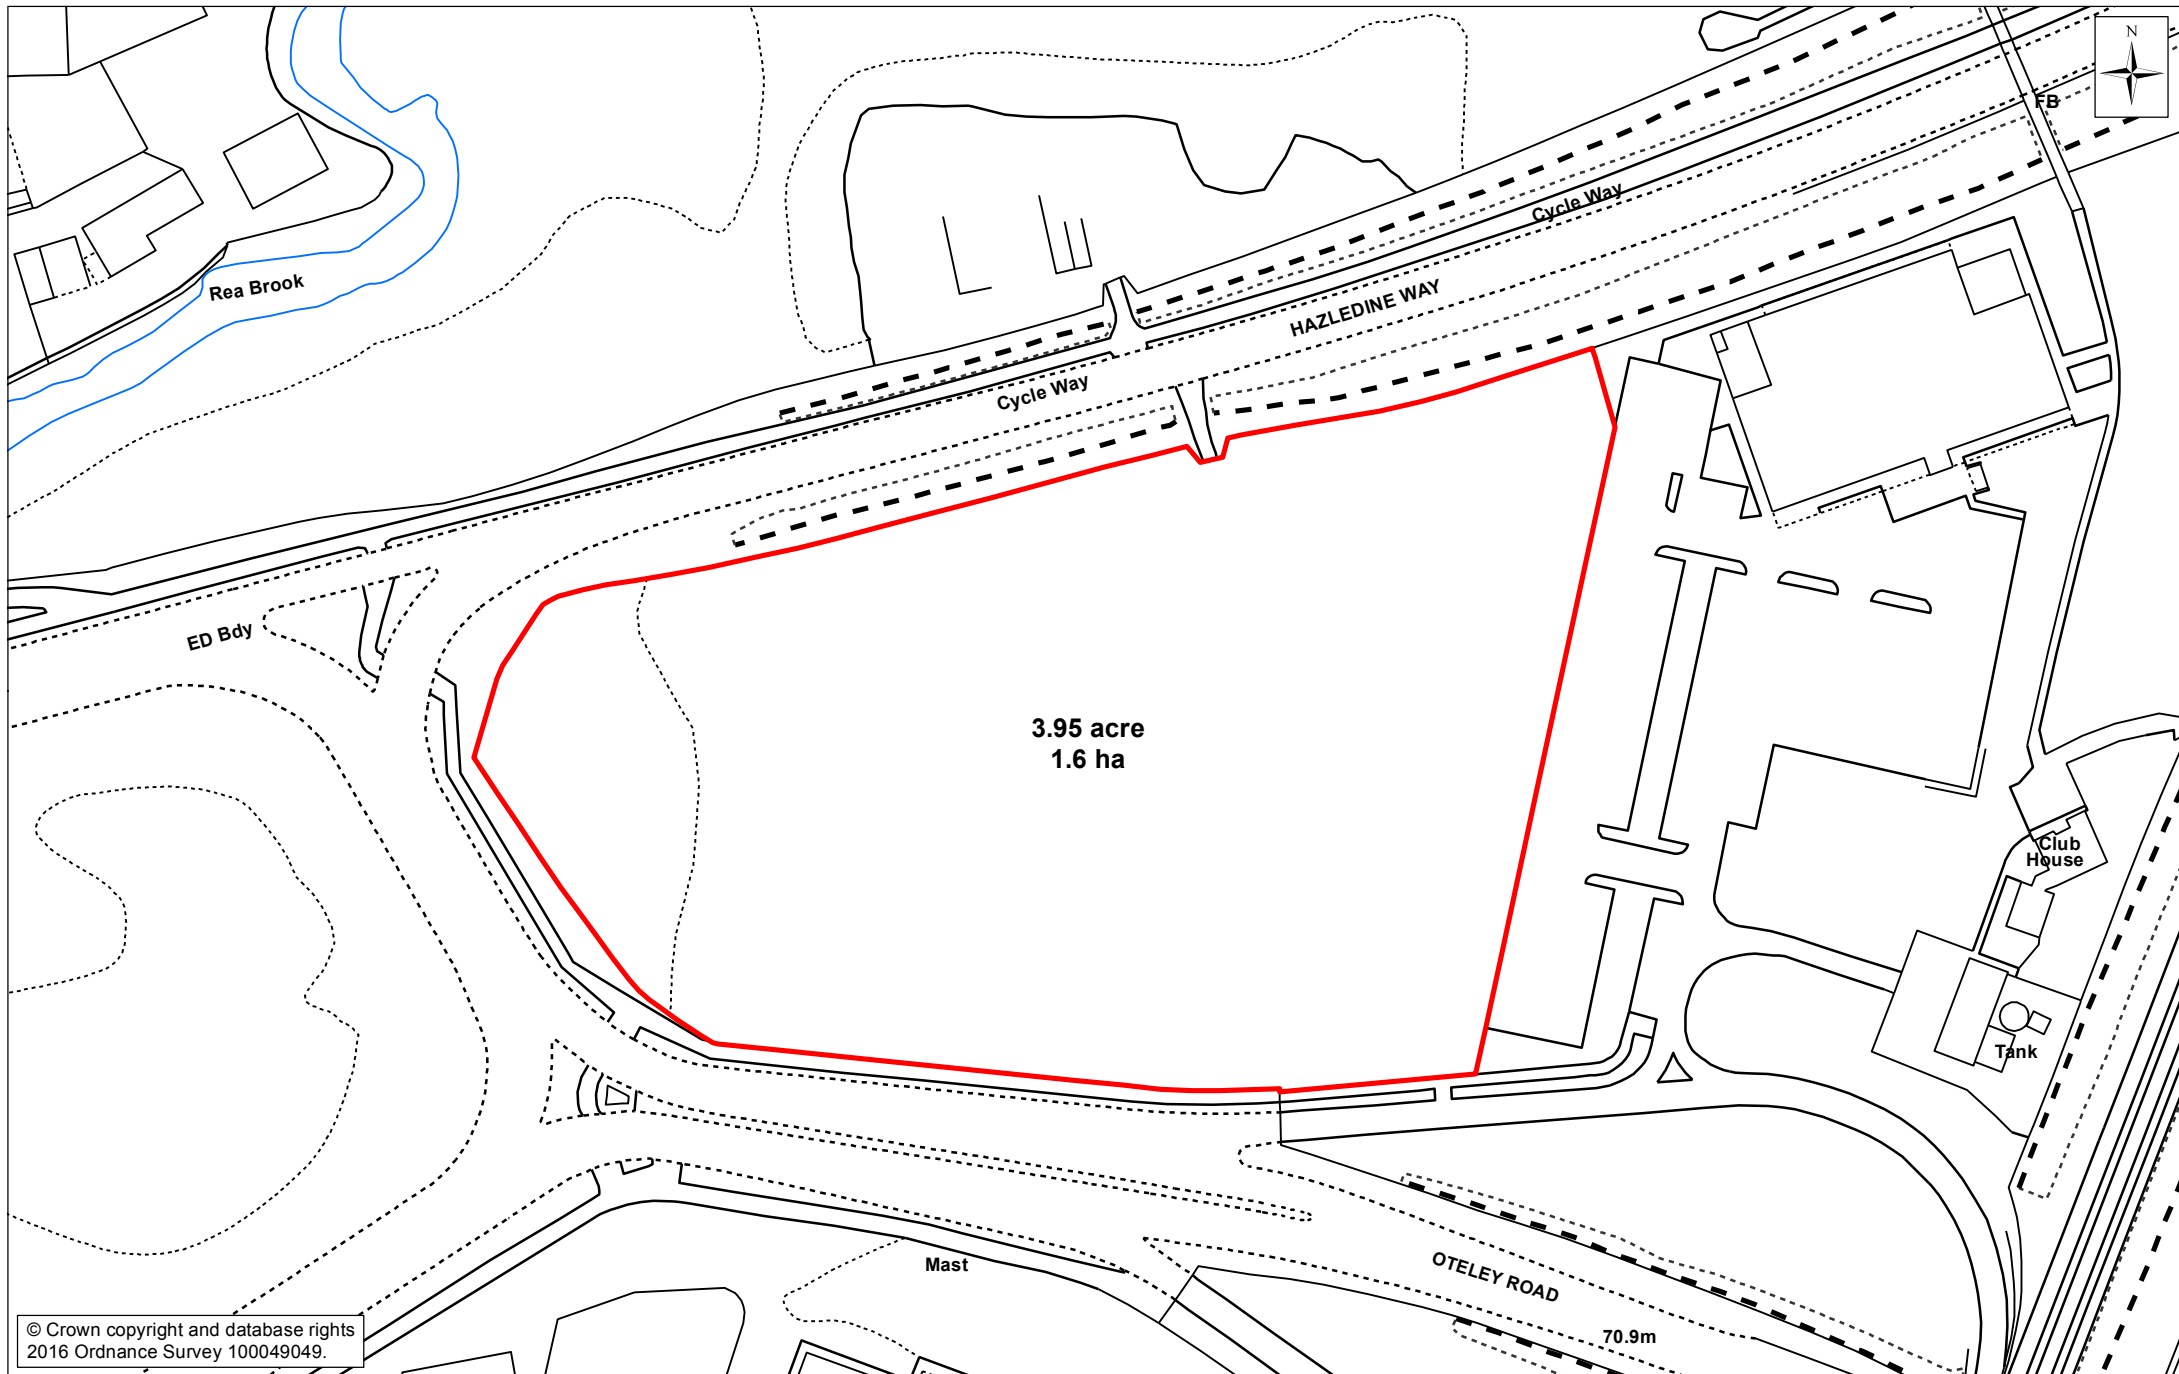 N
FB
Cycle Way
Rea Brook
HAZLEDINE WAY
Cycle Way
ED Bdy
3.95 acre
1.6 ha
Club
House
Tank
Mast
OTELEY ROAD
70.9m
© Crown copyright and database rights
2016 Ordnance Survey 100049049.